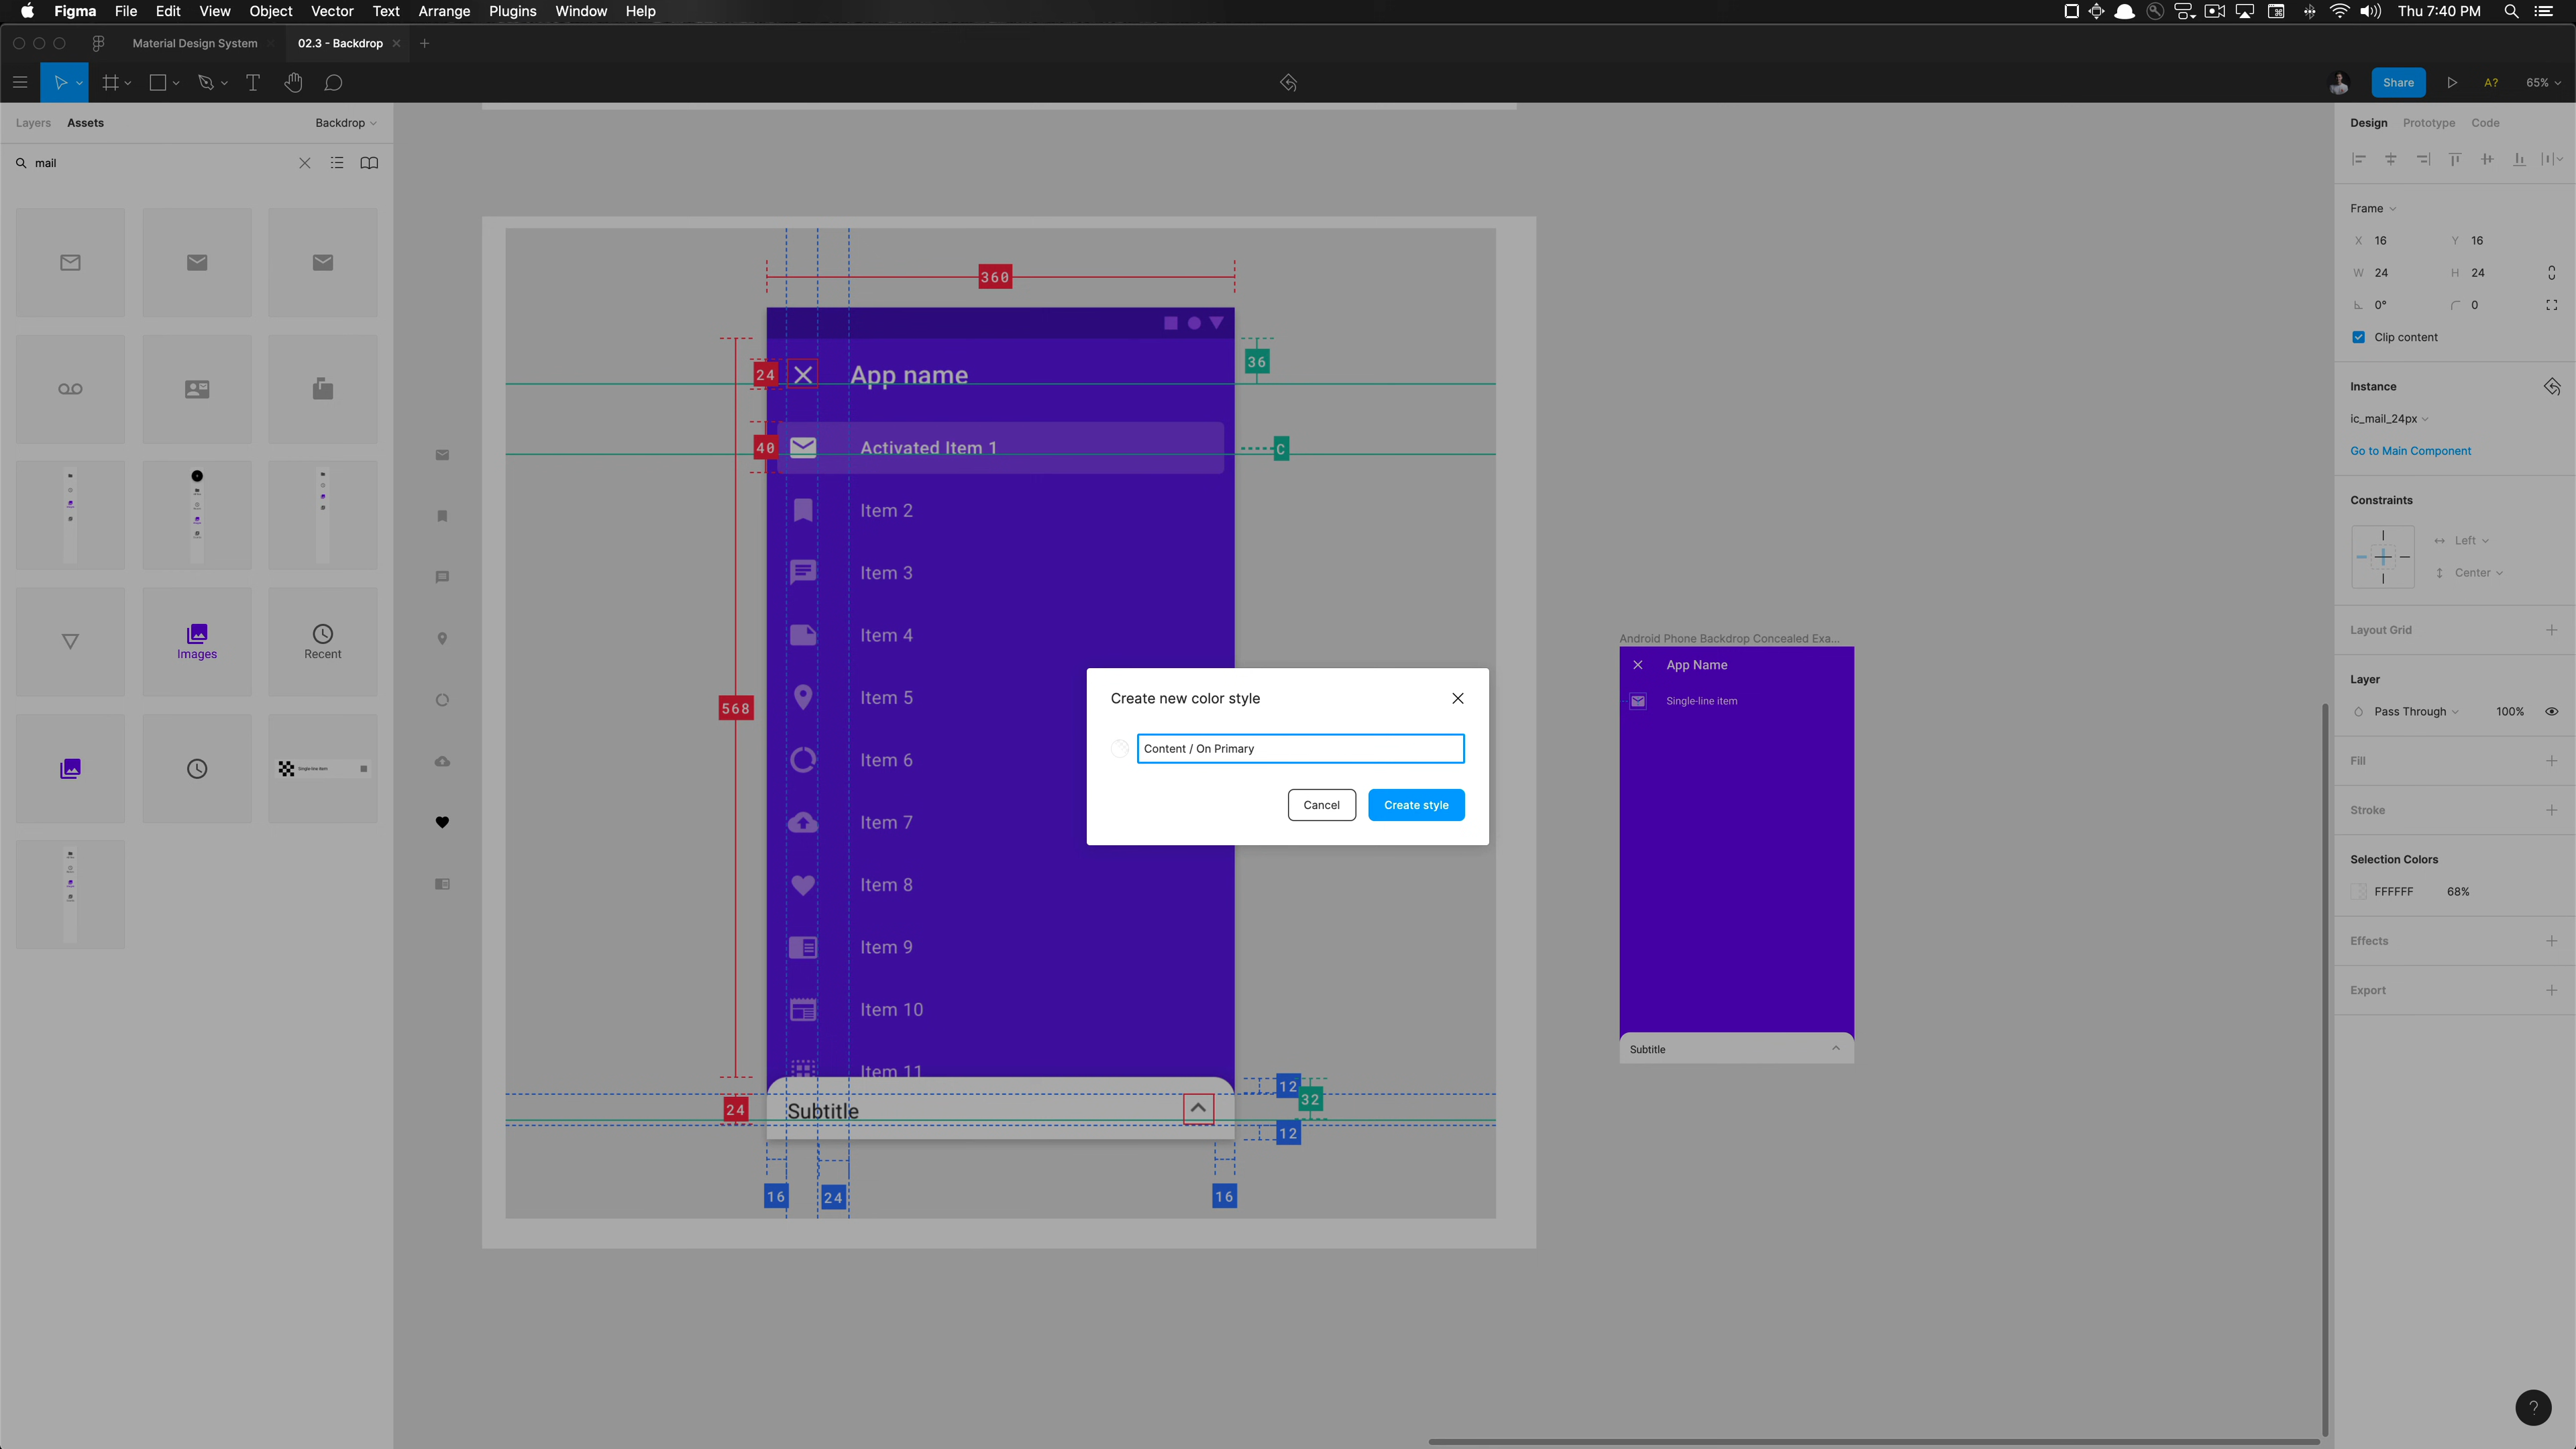 Figma File Edit View Object Vector Text Arrange Plugins Window Help Thu 7:40 PM
Material Design System 02.3 - Backdrop
Share A? 65%
Layers Assets Backdrop
mail
Images
Recent
Single-line item
360
24 App name 36
40 Activated Item 1 C
Item 2
Item 3
Item 4
Item 5
568
Item 6
Item 7
Item 8
Item 9
Item 10
Item 11
24 Subtitle 12
32
12
16 24 16
Create new color style
Content / On Primary
Cancel Create style
Android Phone Backdrop Concealed Exa...
App Name
Single-line item
Subtitle
Design Prototype Code
Frame
X 16 Y 16
W 24 H 24
0° 0
Clip content
Instance
ic_mail_24px
Go to Main Component
Constraints
Left
Center
Layout Grid
Layer
Pass Through 100%
Fill
Stroke
Selection Colors
FFFFFF 68%
Effects
Export
?